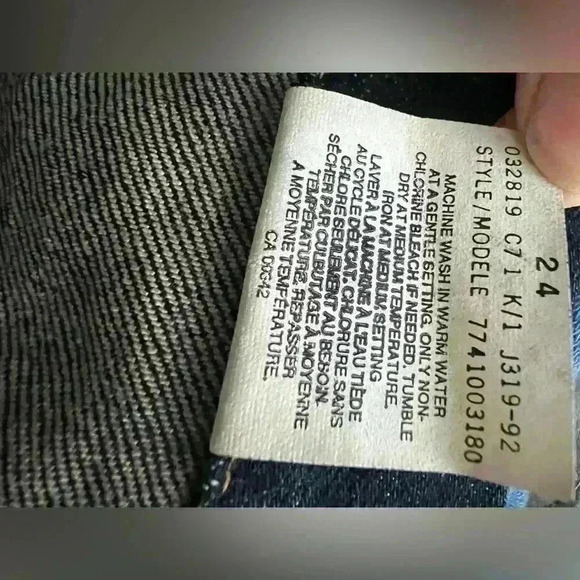 24
032819 C71 K/1 J319-92
STYLE/MODÈLE 7741003180
MACHINE WASH IN WARM WATER
AT A GENTLE SETTING. ONLY NON-
CHLORINE BLEACH IF NEEDED. TUMBLE
DRY AT MEDIUM TEMPERATURE.
IRON AT MEDIUM SETTING
LAVER À LA MACHINE À L'EAU TIÈDE
AU CYCLE DÉLICAT. CHLORURE SANS
CHLORE SEULEMENT AU BESOIN.
SÉCHER PAR CULBUTAGE À MOYENNE
TEMPÉRATURE. REPASSER
A MOYENNE TEMPÉRATURE.
CA 00342